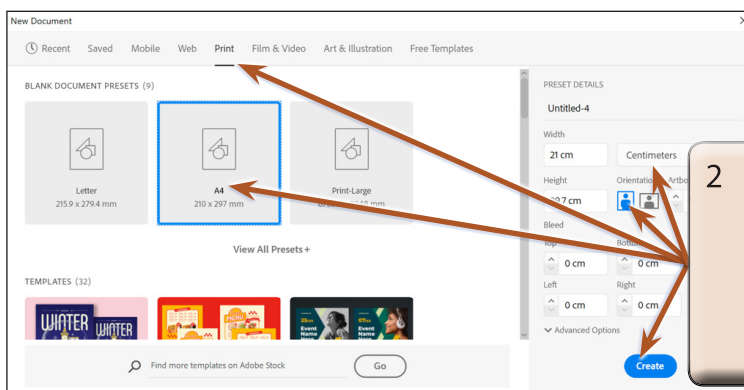 New Document
Recent Saved Mobile Web Print Film & Video Art & Illustration Free Templates
BLANK DOCUMENT PRESETS (9)
Letter
215.9 x 279.4 mm
A4
210 x 297 mm
Print-Large
View All Presets+
TEMPLATES (32)
WINTER WINTER
MENU
Event
Name
Event
Name
Find more templates on Adobe Stock
Go
PRESET DETAILS
Untitled-4
Width
21 cm
Centimeters
Height
Orientation
cm
Bleed
Top
0 cm
0 cm
Left
Right
0 cm
0 cm
Advanced Options
Create
2